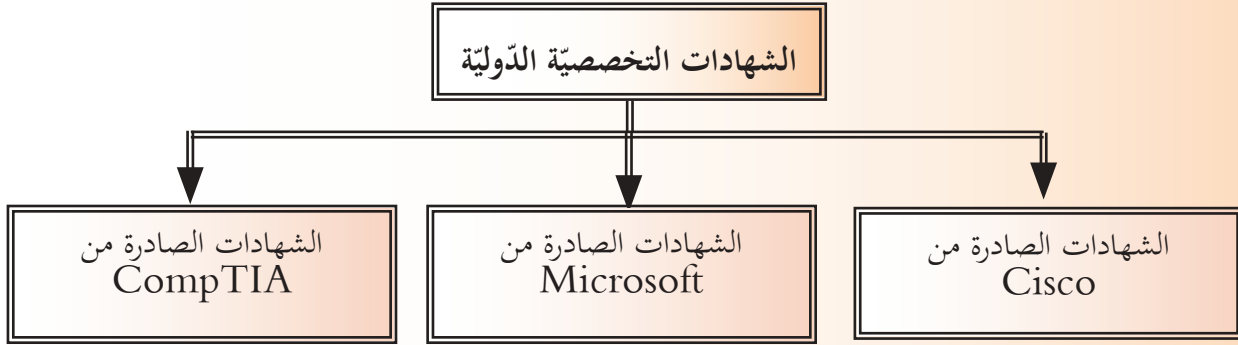 الشهادات التخصصيّة الدّوليّة
الشهادات الصادرة من
Cisco
الشهادات الصادرة من
Microsoft
الشهادات الصادرة من
CompTIA